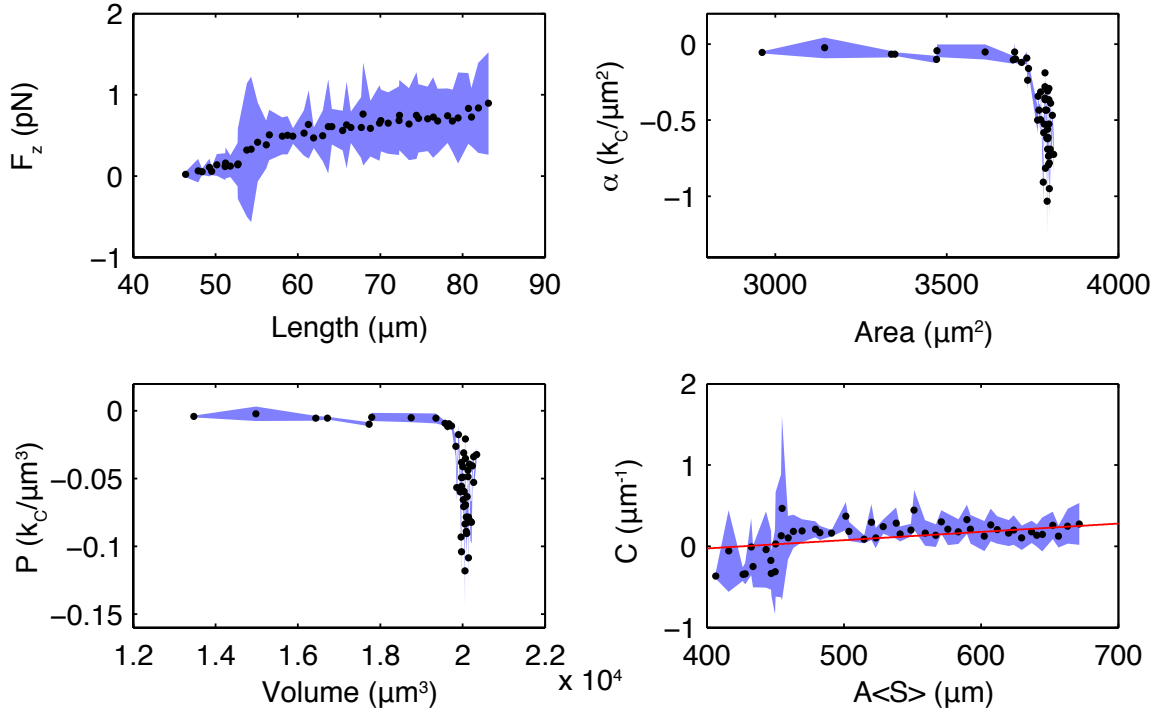 2
1
0
−1
F_z (pN)
40 50 60 70 80 90
Length (µm)
0
−0.5
−1
α (k_C/µm²)
3000 3500 4000
Area (µm²)
0
−0.05
−0.1
−0.15
P (k_C/µm³)
1.2 1.4 1.6 1.8 2 2.2
x 10⁴
Volume (µm³)
2
1
0
−1
C (µm⁻¹)
400 500 600 700
A<S> (µm)